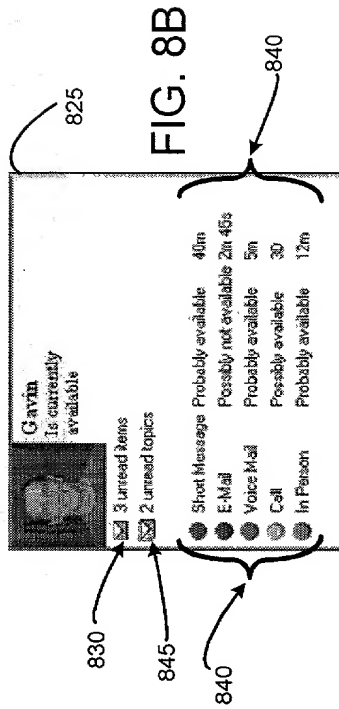 FIG. 8B
825
Gavin
Is currently
available
830
3 unread items
845
2 unread topics
840
Short Message Probably available 40m
E-Mail Possibly not available 2m 45s
Voice Mail Probably available 5m
Call Possibly available 30
In Person Probably available 12m
840